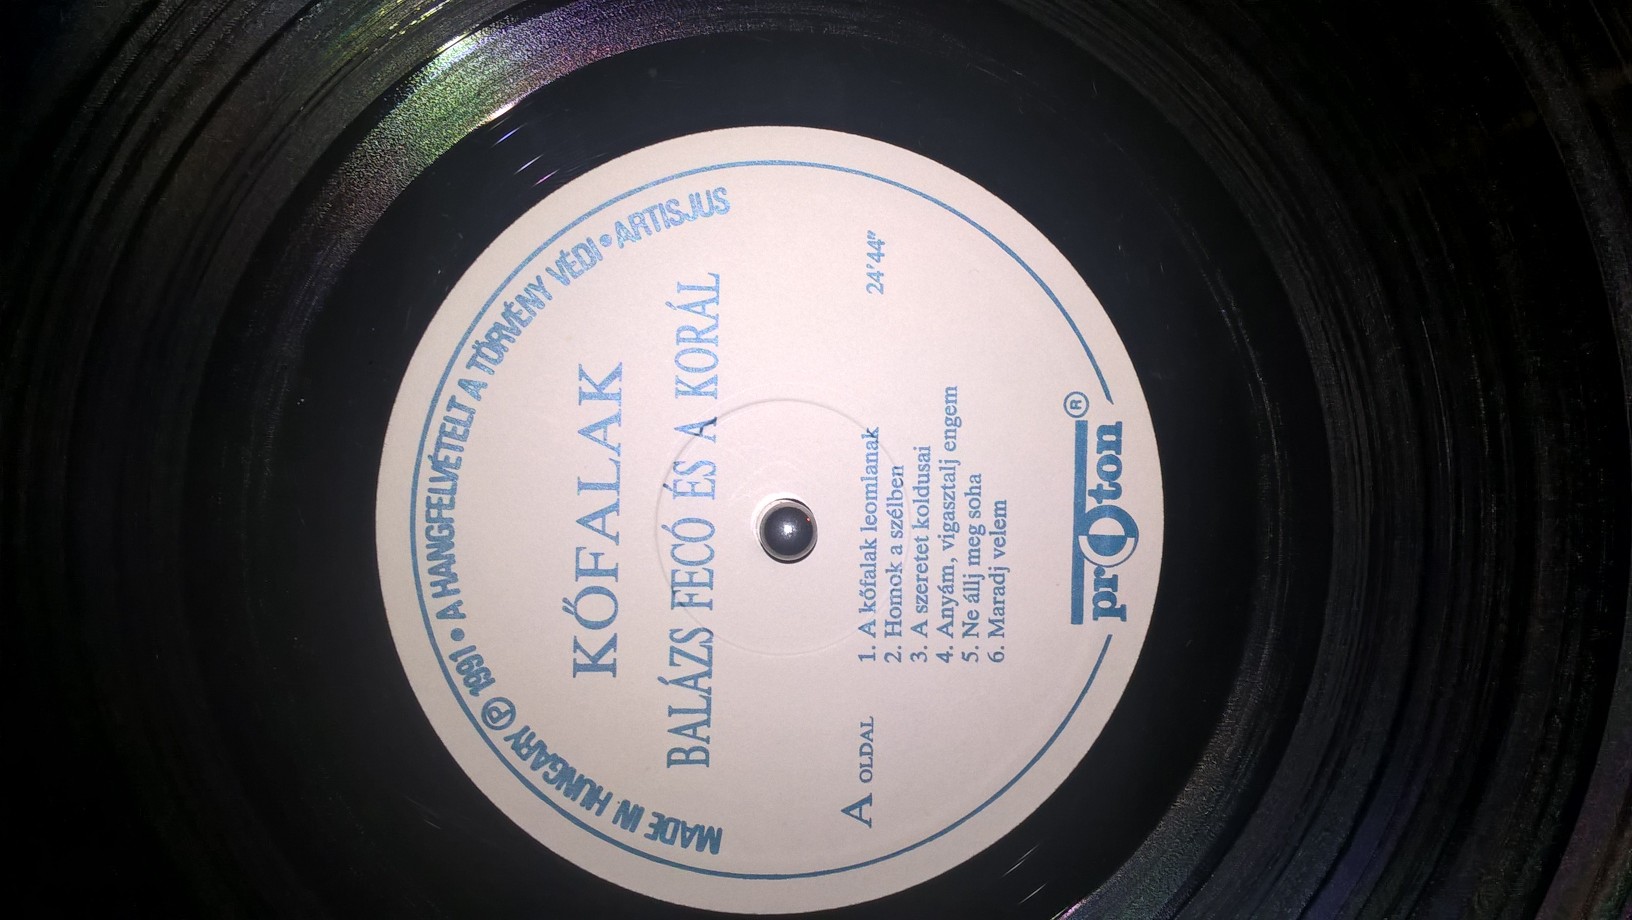 MADE IN HUNGARY Ⓟ 1991 • A HANGFELVÉTELT A TÖRVÉNY VÉDI • ARTISJUS
KŐFALAK
BALÁZS FECÓ ÉS A KORÁL
A OLDAL
24'44"
1. A kőfalak leomlanak
2. Homok a szélben
3. A szeretet koldusai
4. Anyám, vigasztalj engem
5. Ne állj meg soha
6. Maradj velem
proton ®